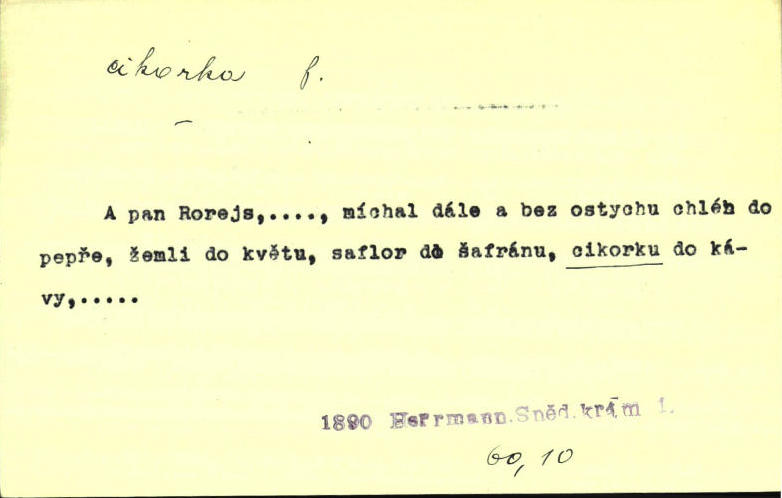 cikorka f.
A pan Rorejs,...., míchal dále a bez ostychu chléb do
pepře, žemli do květu, saflor do šafránu, cikorku do ká-
vy,.....
1890 Herrmann.Sněd.krám 1.
60,10